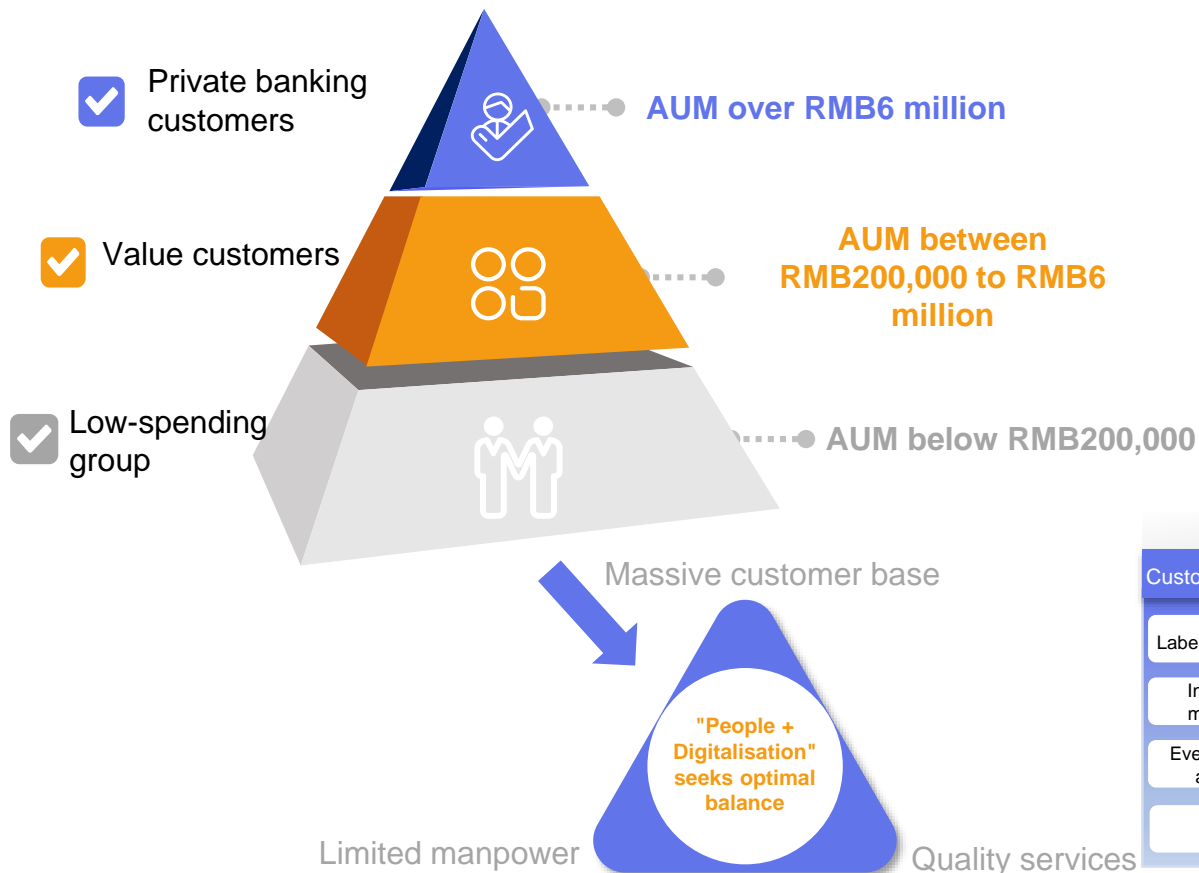 Private banking
customers
AUM over RMB6 million
Value customers
AUM between
RMB200,000 to RMB6
million
Low-spending
group
AUM below RMB200,000
Massive customer base
"People +
Digitalisation"
seeks optimal
balance
Limited manpower
Quality services